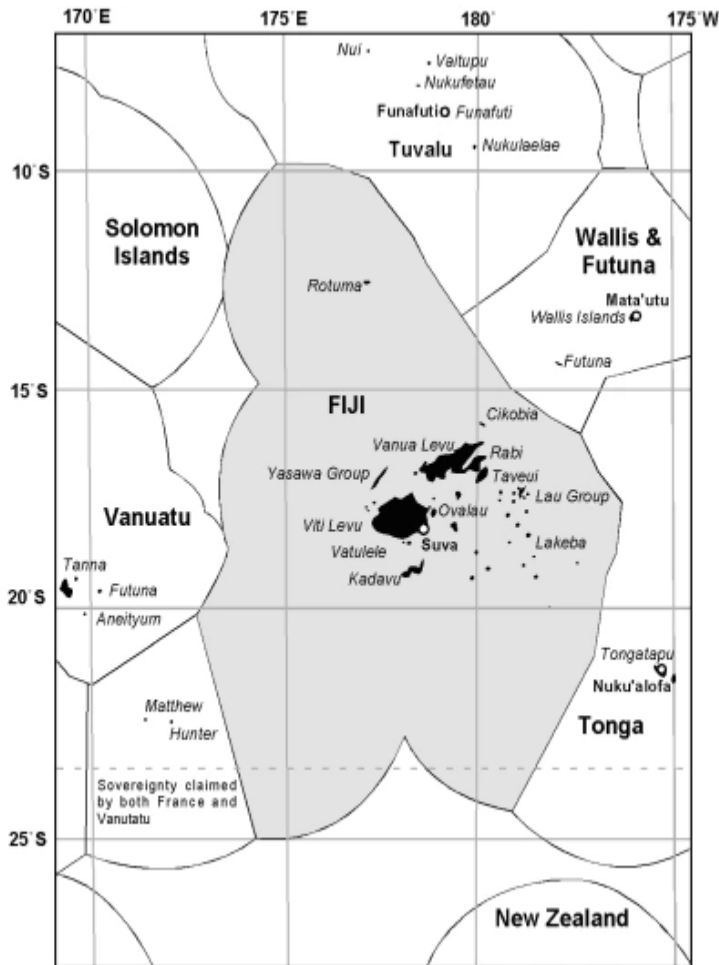 170°E
175°E
180°
175°W
Nui
Vaitupu
Nukufetau
Funafuti
Funafuti
Nukulaelae
Tuvalu
10°S
Solomon
Islands
Wallis &
Futuna
Mata'utu
Wallis Islands
Rotuma
Futuna
15°S
FIJI
Cikobia
Vanua Levu
Rabi
Yasawa Group
Taveui
Lau Group
Vanuatu
Viti Levu
Ovalau
Suva
Lakeba
Vatulele
Tanna
Kadavu
Futuna
20°S
Aneityum
Tongatapu
Nuku'alofa
Matthew
Hunter
Tonga
Sovereignty claimed
by both France and
Vanutatu
25°S
New Zealand